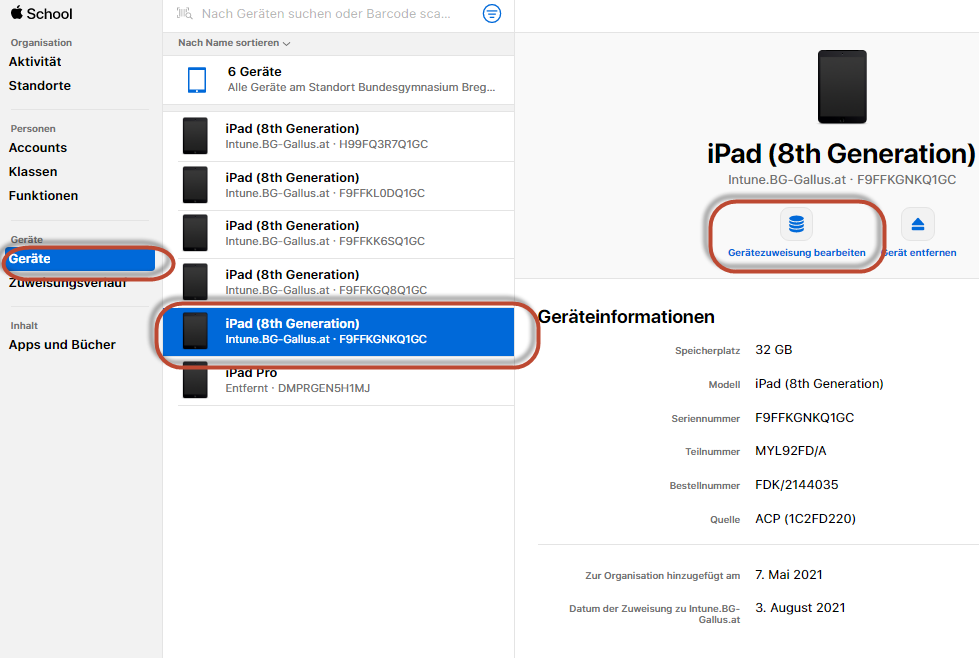 School
Organisation
Aktivität
Standorte
Personen
Accounts
Klassen
Funktionen
Geräte
Geräte
Zuweisungsverlauf
Inhalt
Apps und Bücher
Nach Geräten suchen oder Barcode sca...
Nach Name sortieren
6 Geräte
Alle Geräte am Standort Bundesgymnasium Breg...
iPad (8th Generation)
Intune.BG-Gallus.at · H99FQ3R7Q1GC
iPad (8th Generation)
Intune.BG-Gallus.at · F9FFKL0DQ1GC
iPad (8th Generation)
Intune.BG-Gallus.at · F9FFKK6SQ1GC
iPad (8th Generation)
Intune.BG-Gallus.at · F9FFKGQ8Q1GC
iPad (8th Generation)
Intune.BG-Gallus.at · F9FFKGNKQ1GC
iPad Pro
Entfernt · DMPRGEN5H1MJ
iPad (8th Generation)
Intune.BG-Gallus.at · F9FFKGNKQ1GC
Gerätezuweisung bearbeiten
Gerät entfernen
Geräteinformationen
Speicherplatz 32 GB
Modell iPad (8th Generation)
Seriennummer F9FFKGNKQ1GC
Teilnummer MYL92FD/A
Bestellnummer FDK/2144035
Quelle ACP (1C2FD220)
Zur Organisation hinzugefügt am 7. Mai 2021
Datum der Zuweisung zu Intune.BG- 3. August 2021
Gallus.at